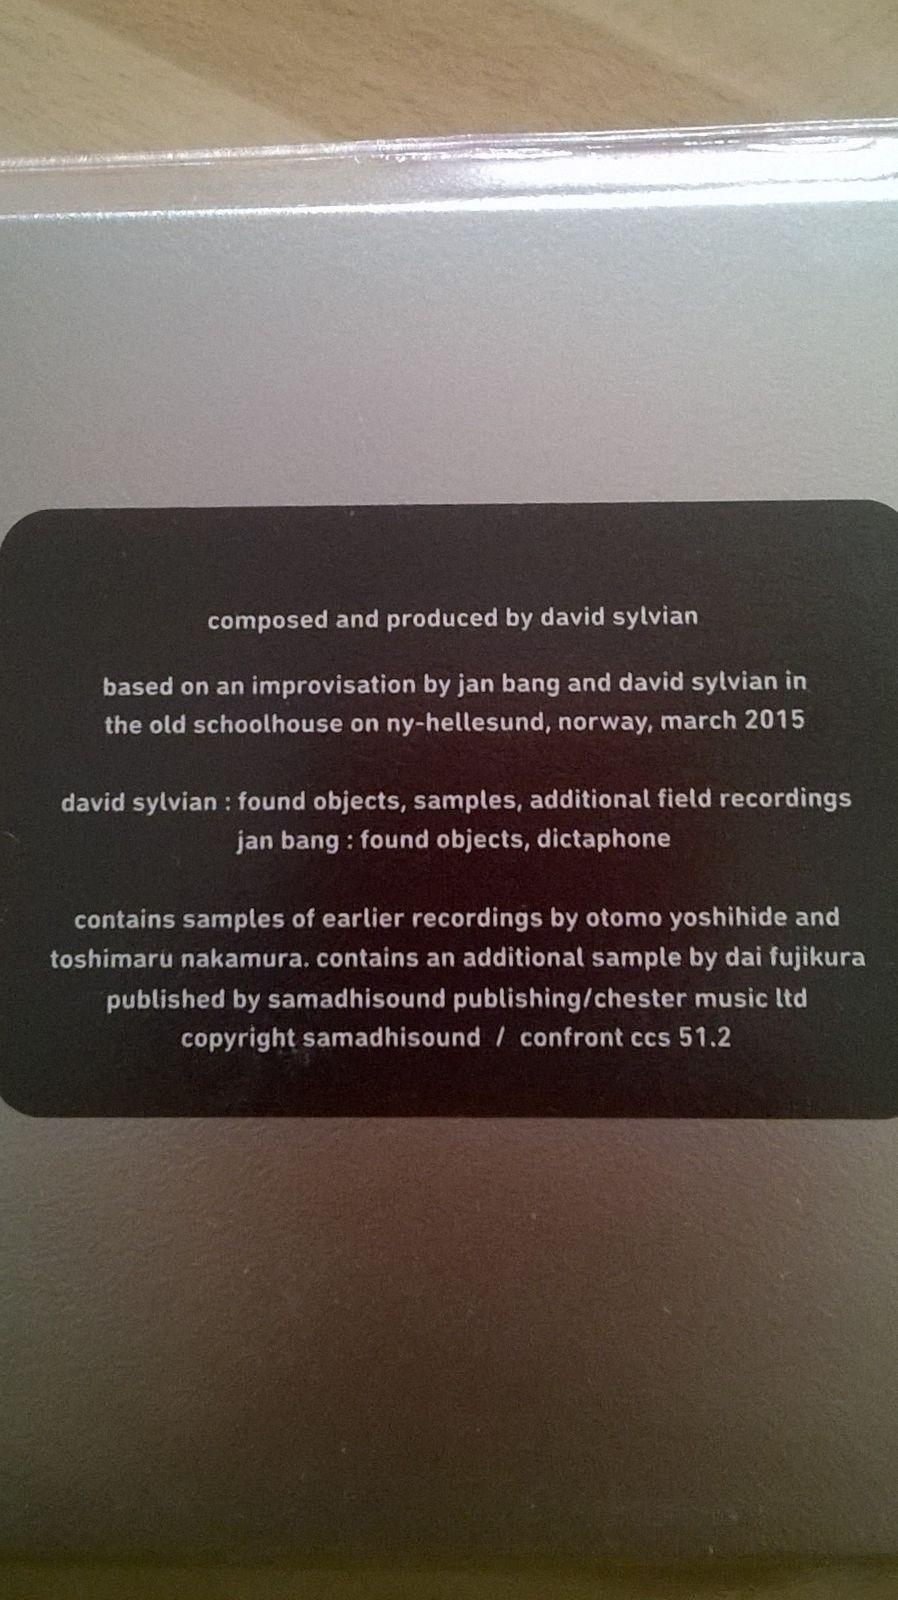 composed and produced by david sylvian
based on an improvisation by jan bang and david sylvian in
the old schoolhouse on ny-hellesund, norway, march 2015
david sylvian : found objects, samples, additional field recordings
jan bang : found objects, dictaphone
contains samples of earlier recordings by otomo yoshihide and
toshimaru nakamura. contains an additional sample by dai fujikura
published by samadhisound publishing/chester music ltd
copyright samadhisound / confront ccs 51.2